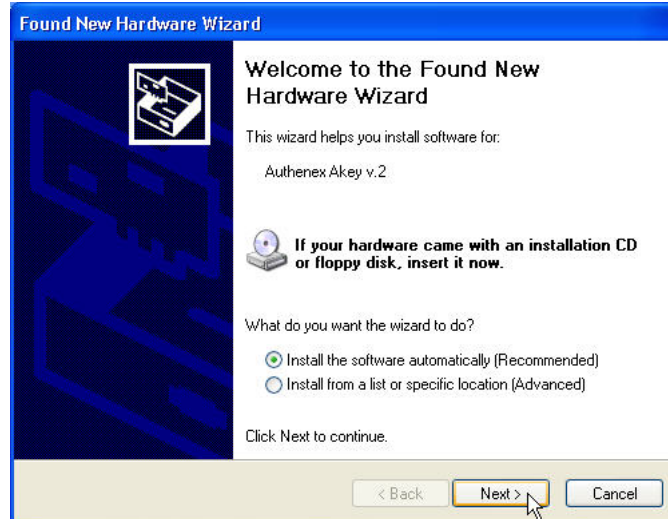 Found New Hardware Wizard
Welcome to the Found New
Hardware Wizard
This wizard helps you install software for:
Authenex Akey v.2
If your hardware came with an installation CD
or floppy disk, insert it now.
What do you want the wizard to do?
Install the software automatically (Recommended)
Install from a list or specific location (Advanced)
Click Next to continue.
< Back Next > Cancel